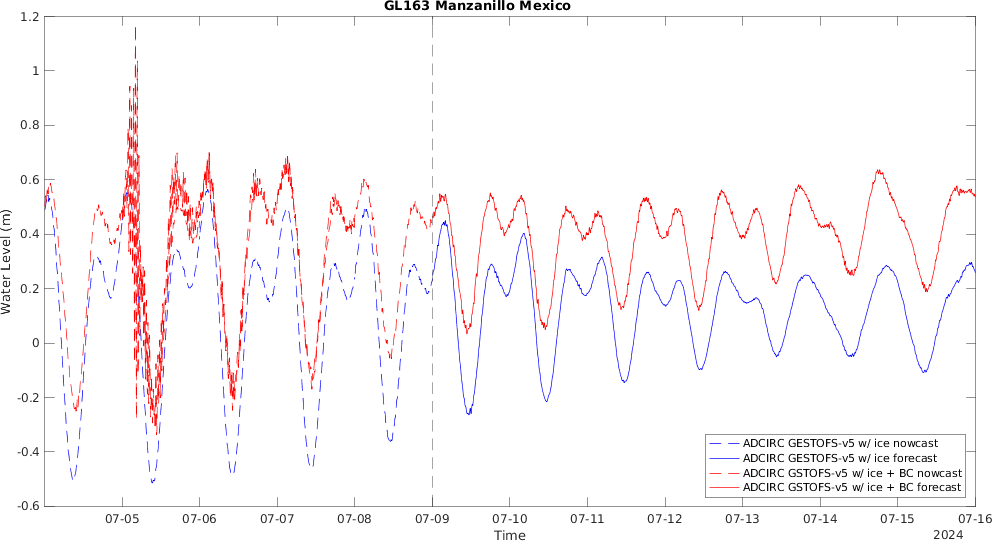 GL163 Manzanillo Mexico
Water Level (m)
1.2
1
0.8
0.6
0.4
0.2
0
-0.2
-0.4
-0.6
ADCIRC GESTOFS-v5 w/ ice nowcast
ADCIRC GESTOFS-v5 w/ ice forecast
ADCIRC GSTOFS-v5 w/ ice + BC nowcast
ADCIRC GSTOFS-v5 w/ ice + BC forecast
07-05 07-06 07-07 07-08 07-09 07-10 07-11 07-12 07-13 07-14 07-15 07-16
Time
2024